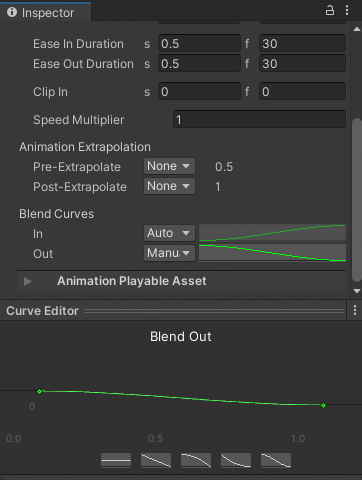 Inspector
Ease In Duration s 0.5 f 30
Ease Out Duration s 0.5 f 30
Clip In s 0 f 0
Speed Multiplier 1
Animation Extrapolation
Pre-Extrapolate None 0.5
Post-Extrapolate None 1
Blend Curves
In Auto
Out Manu
Animation Playable Asset
Curve Editor
Blend Out
0
0.0 0.5 1.0